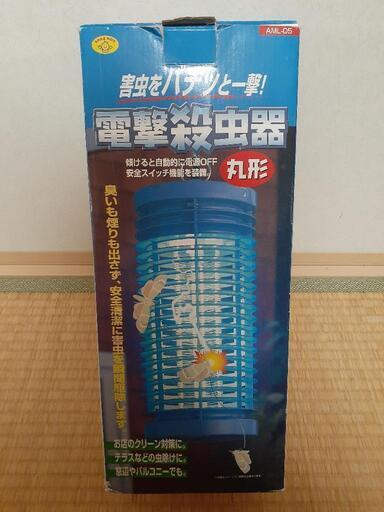 AML-05
害虫をバチッと一撃!
電撃殺虫器
傾けると自動的に電源OFF
安全スイッチ機能を装備!
丸形
臭いも煙りも出さず、安全清潔に害虫を瞬間駆除します。
お店のクリーン対策に。
テラスなどの虫除けに。
窓辺やバルコニーでも。